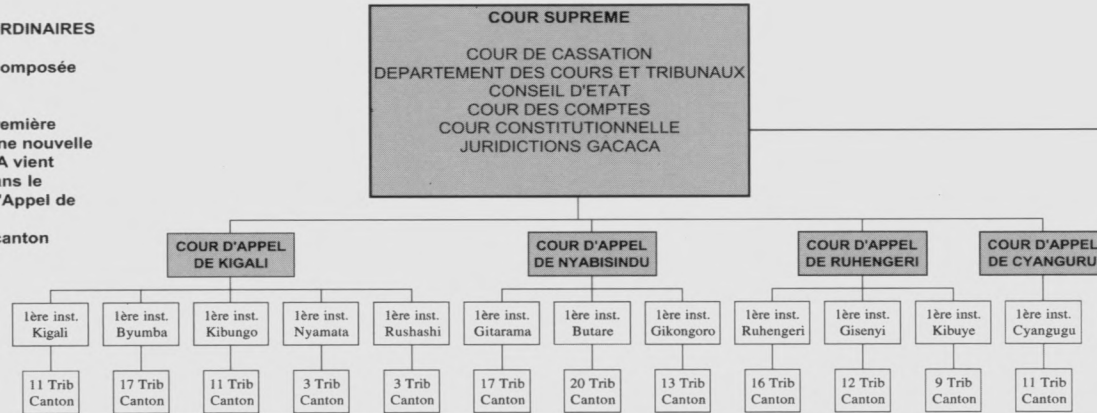 RDINAIRES
omposée
remière
ne nouvelle
A vient
ans le
'Appel de
canton
COUR SUPREME
COUR DE CASSATION
DEPARTEMENT DES COURS ET TRIBUNAUX
CONSEIL D'ETAT
COUR DES COMPTES
COUR CONSTITUTIONNELLE
JURIDICTIONS GACACA
COUR D'APPEL
DE KIGALI
COUR D'APPEL
DE NYABISINDU
COUR D'APPEL
DE RUHENGERI
COUR D'APPEL
DE CYANGURU
1ère inst.
Kigali
1ère inst.
Byumba
1ère inst.
Kibungo
1ère inst.
Nyamata
1ère inst.
Rushashi
1ère inst.
Gitarama
1ère inst.
Butare
1ère inst.
Gikongoro
1ère inst.
Ruhengeri
1ère inst.
Gisenyi
1ère inst.
Kibuye
1ère inst.
Cyangugu
11 Trib
Canton
17 Trib
Canton
11 Trib
Canton
3 Trib
Canton
3 Trib
Canton
17 Trib
Canton
20 Trib
Canton
13 Trib
Canton
16 Trib
Canton
12 Trib
Canton
9 Trib
Canton
11 Trib
Canton